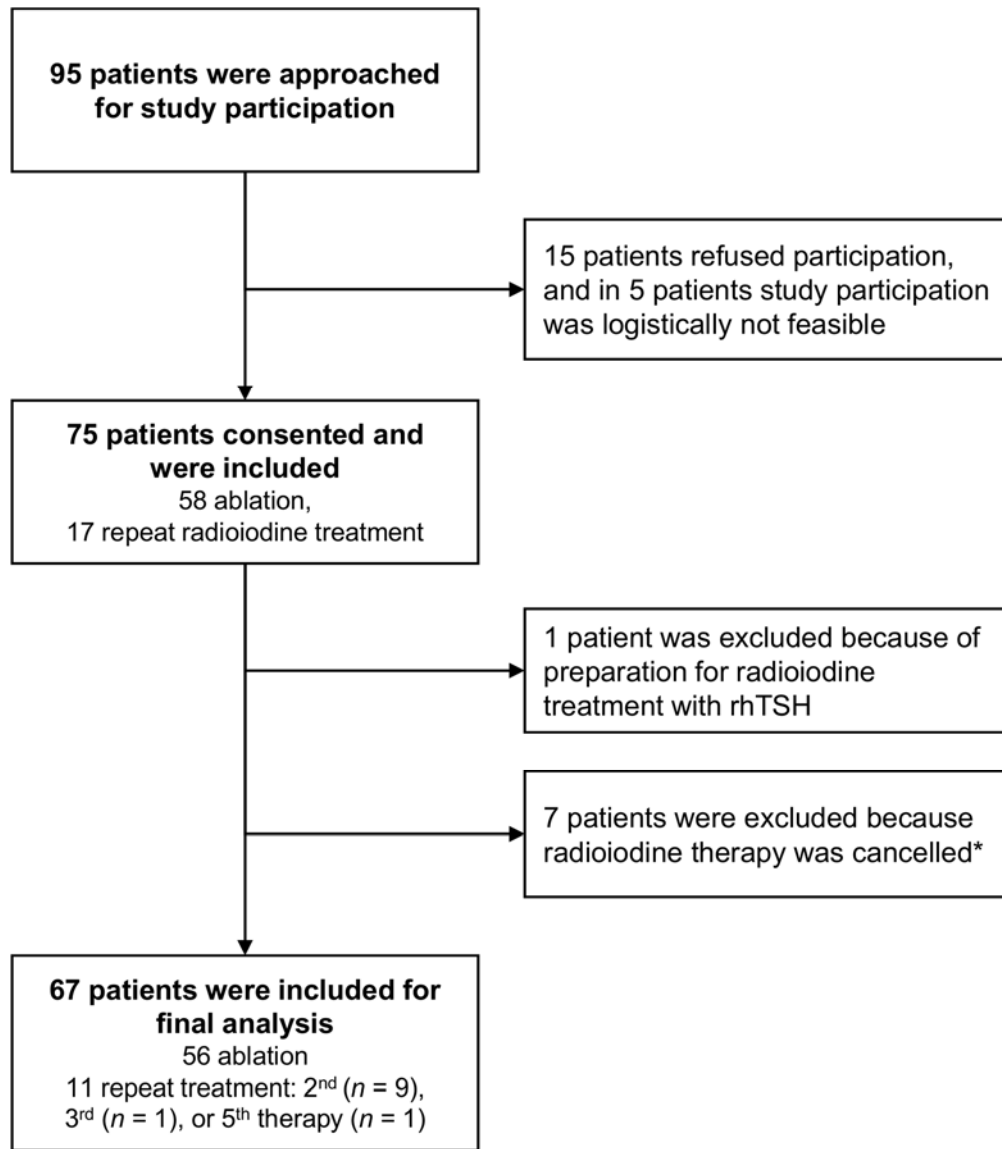 95 patients were approached
for study participation
15 patients refused participation,
and in 5 patients study participation
was logistically not feasible
75 patients consented and
were included
58 ablation,
17 repeat radioiodine treatment
1 patient was excluded because of
preparation for radioiodine
treatment with rhTSH
7 patients were excluded because
radioiodine therapy was cancelled*
67 patients were included for
final analysis
56 ablation
11 repeat treatment: 2nd (n = 9),
3rd (n = 1), or 5th therapy (n = 1)